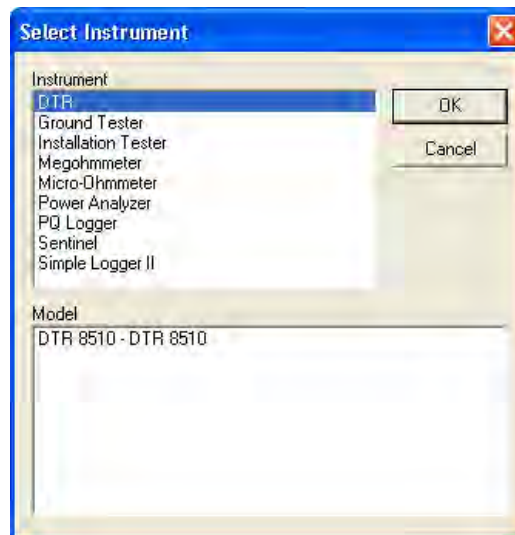 Select Instrument
Instrument
DTR
Ground Tester
Installation Tester
Megohmmeter
Micro-Ohmmeter
Power Analyzer
PQ Logger
Sentinel
Simple Logger II
OK
Cancel
Model
DTR 8510 - DTR 8510